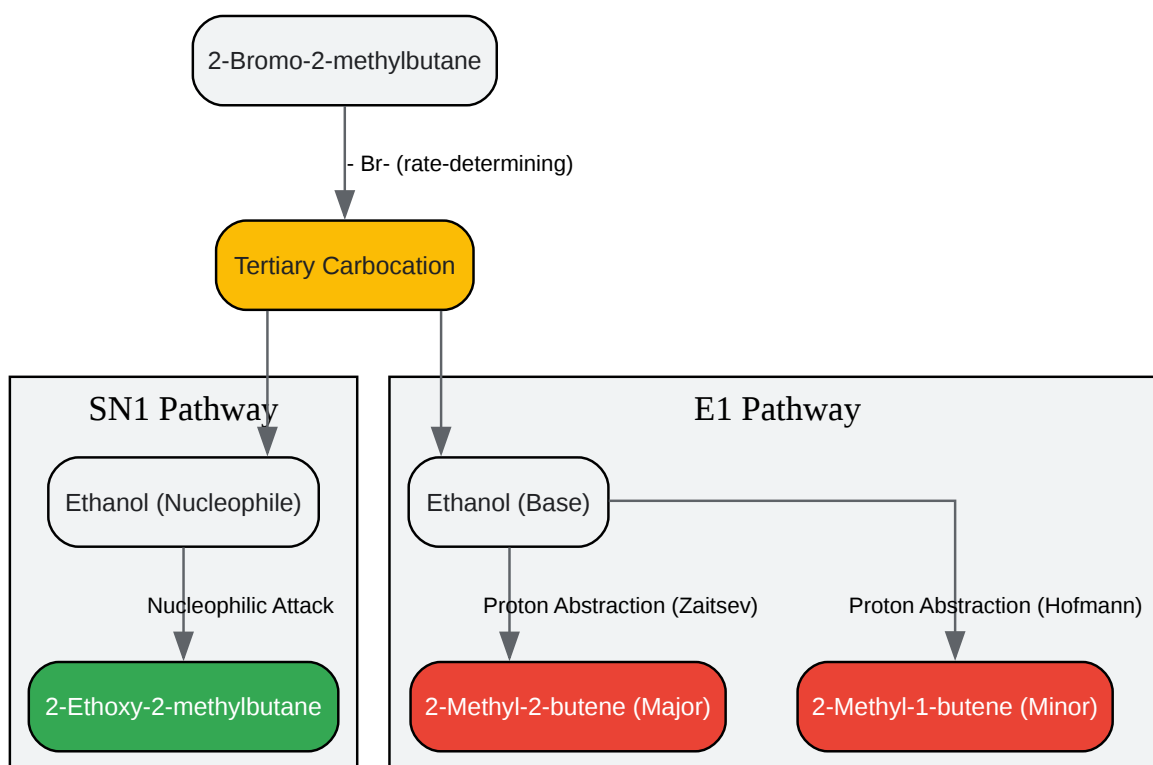 2-Bromo-2-methylbutane
- Br- (rate-determining)
Tertiary Carbocation
SN1 Pathway
E1 Pathway
Ethanol (Nucleophile)
Ethanol (Base)
Nucleophilic Attack
Proton Abstraction (Zaitsev)
Proton Abstraction (Hofmann)
2-Ethoxy-2-methylbutane
2-Methyl-2-butene (Major)
2-Methyl-1-butene (Minor)